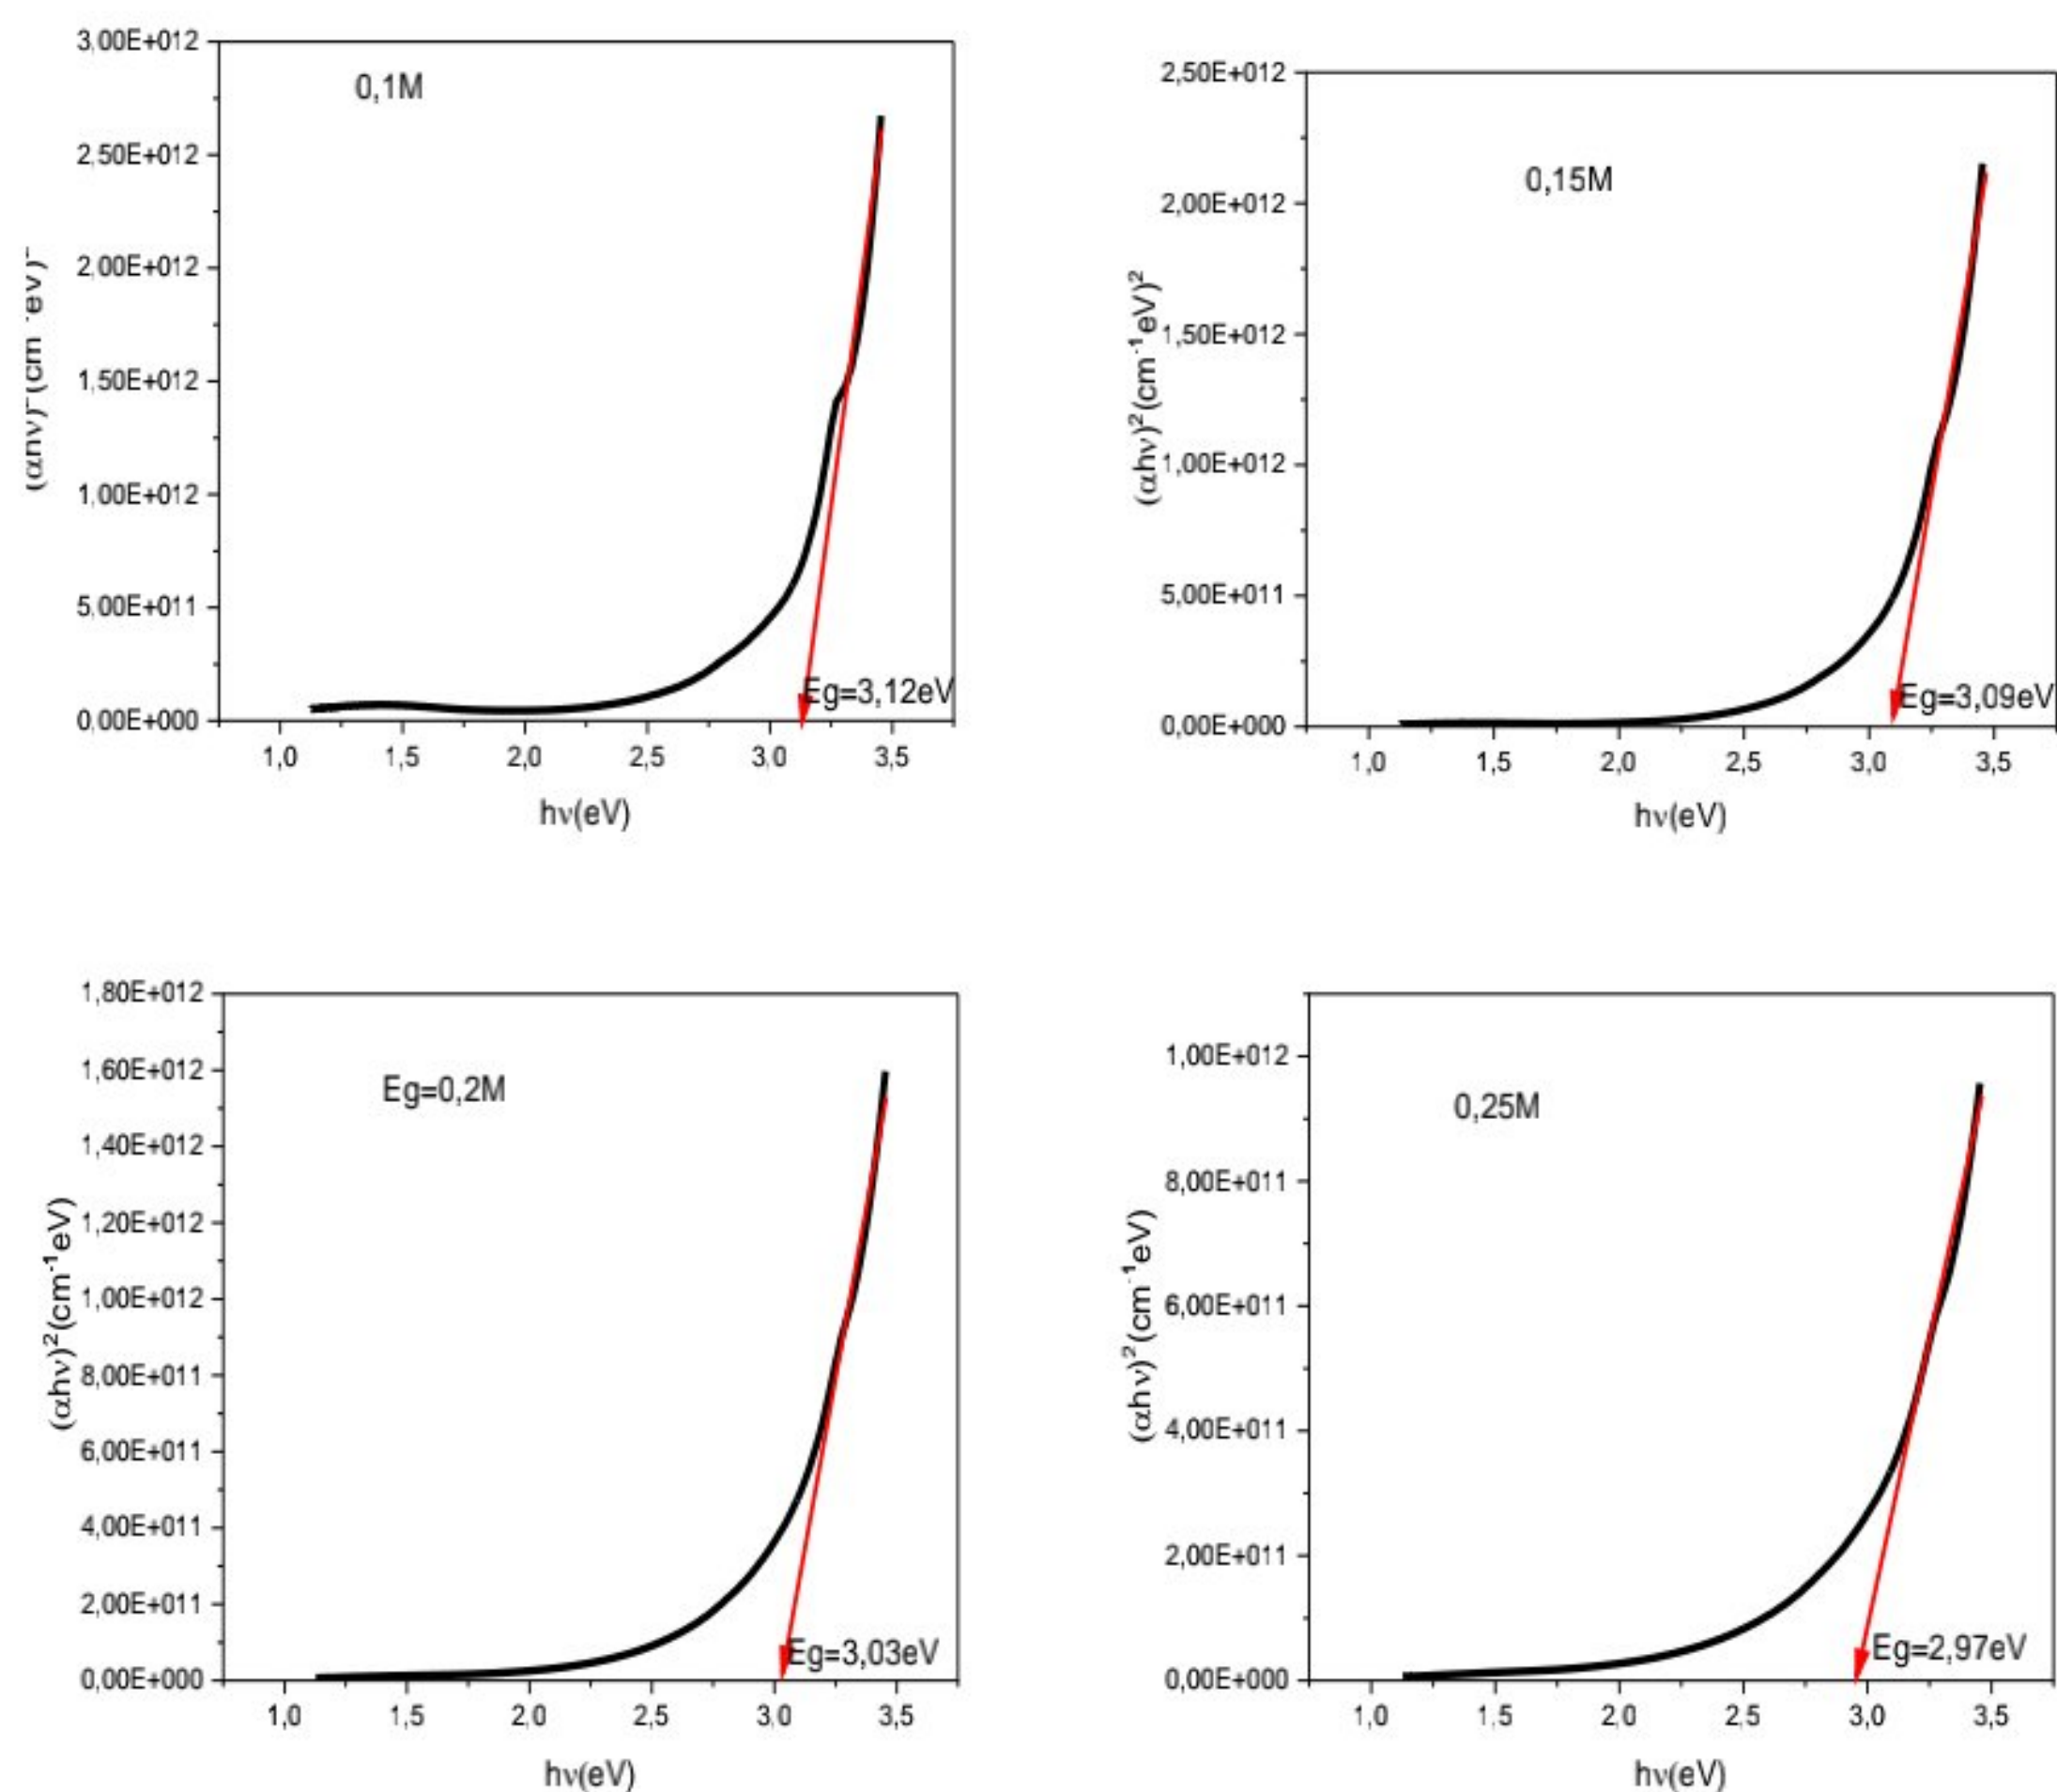 3,00E+012
0,1M
2,50E+012
2,00E+012
1,50E+012
1,00E+012
5,00E+011
Eg=3,12eV
0,00E+000
1,0 1,5 2,0 2,5 3,0 3,5
hν(eV)
2,50E+012
0,15M
2,00E+012
(αhν)²(cm⁻¹eV)²
1,50E+012
1,00E+012
5,00E+011
Eg=3,09eV
0,00E+000
1,0 1,5 2,0 2,5 3,0 3,5
hν(eV)
1,80E+012
1,60E+012
Eg=0,2M
1,40E+012
(αhν)²(cm⁻¹eV)
1,20E+012
1,00E+012
8,00E+011
6,00E+011
4,00E+011
2,00E+011
Eg=3,03eV
0,00E+000
1,0 1,5 2,0 2,5 3,0 3,5
hν(eV)
1,00E+012
0,25M
8,00E+011
(αhν)²(cm⁻¹eV)
6,00E+011
4,00E+011
2,00E+011
Eg=2,97eV
0,00E+000
1,0 1,5 2,0 2,5 3,0 3,5
hν(eV)